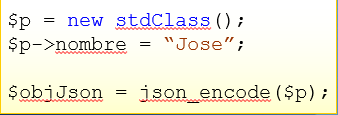 $p = new stdClass();
$p->nombre = “Jose”;
$objJson = json_encode($p);